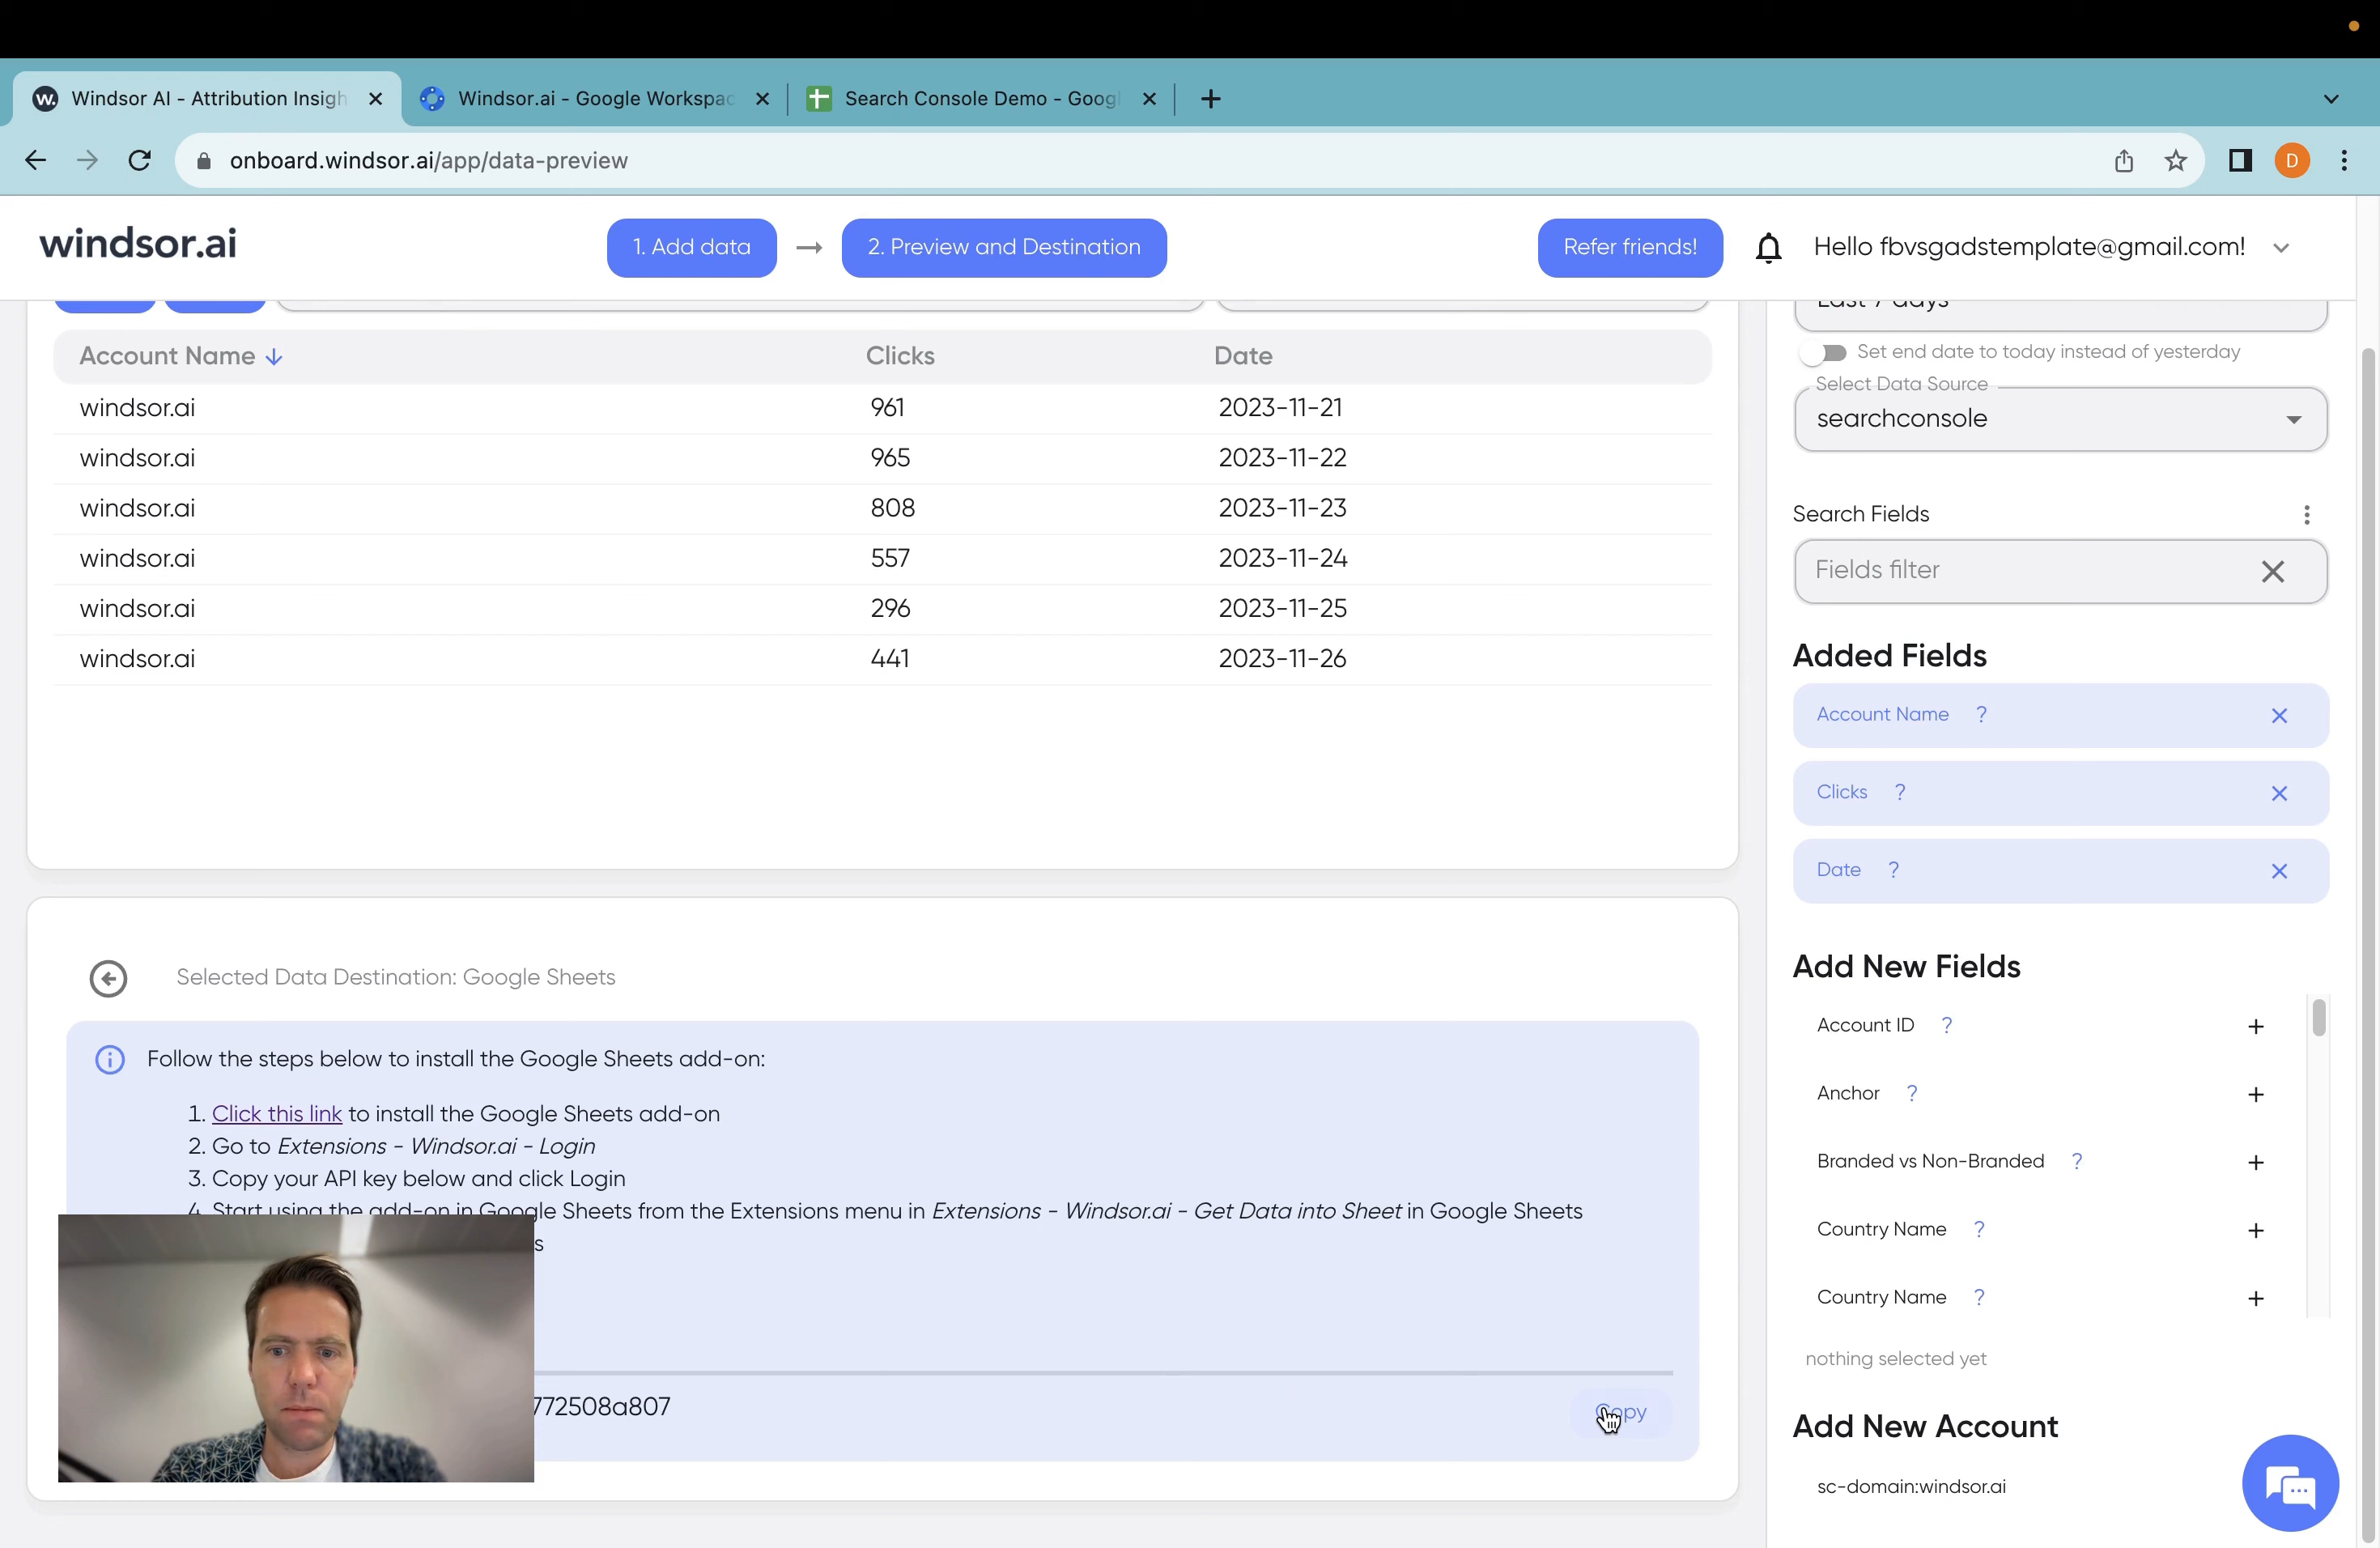 Windsor AI - Attribution Insigh
Windsor.ai - Google Workspac
Search Console Demo - Googl
onboard.windsor.ai/app/data-preview
D
windsor.ai
1. Add data
2. Preview and Destination
Refer friends!
Hello fbvsgadstemplate@gmail.com!
Last 7 days
Account Name Clicks Date
windsor.ai 961 2023-11-21
windsor.ai 965 2023-11-22
windsor.ai 808 2023-11-23
windsor.ai 557 2023-11-24
windsor.ai 296 2023-11-25
windsor.ai 441 2023-11-26
Selected Data Destination: Google Sheets
Follow the steps below to install the Google Sheets add-on:
1. Click this link to install the Google Sheets add-on
2. Go to Extensions - Windsor.ai - Login
3. Copy your API key below and click Login
4. Start using the add-on in Google Sheets from the Extensions menu in Extensions - Windsor.ai - Get Data into Sheet in Google Sheets
s
772508a807
Copy
Set end date to today instead of yesterday
Select Data Source
searchconsole
Search Fields
Fields filter
Added Fields
Account Name ?
Clicks ?
Date ?
Add New Fields
Account ID ?
Anchor ?
Branded vs Non-Branded ?
Country Name ?
Country Name ?
nothing selected yet
Add New Account
sc-domain:windsor.ai